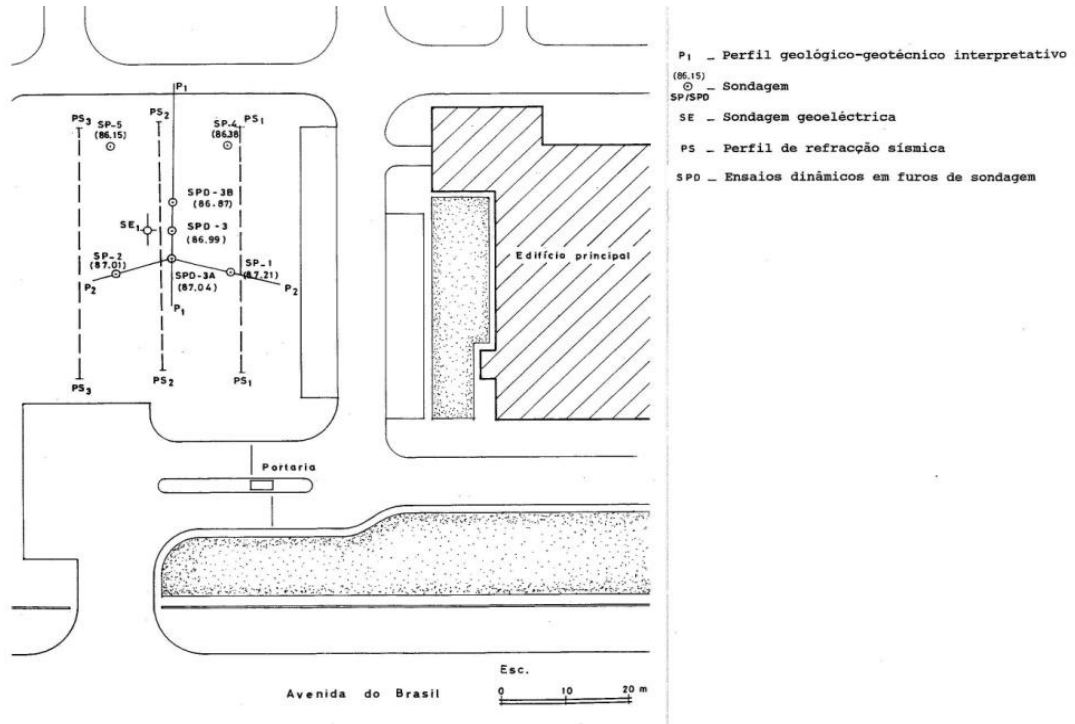 P1
PS3
SP-5
(86.15)
PS2
SP-4
(86.38
PS1
SPD-3B
(86.87)
SE1
SPD-3
(86.99)
SP-2
(87.01)
SPD-3A
(87.04)
SP-1
(87.21)
P2
P2
P1
PS3
PS2
PS1
Edifício principal
Portaria
Avenida do Brasil
Esc.
0 10 20 m
P1 _ Perfil geológico-geotécnico interpretativo
(86.15)
_ Sondagem
SP/SPD
SE _ Sondagem geoeléctrica
PS _ Perfil de refracção sísmica
SPD _ Ensaios dinâmicos em furos de sondagem